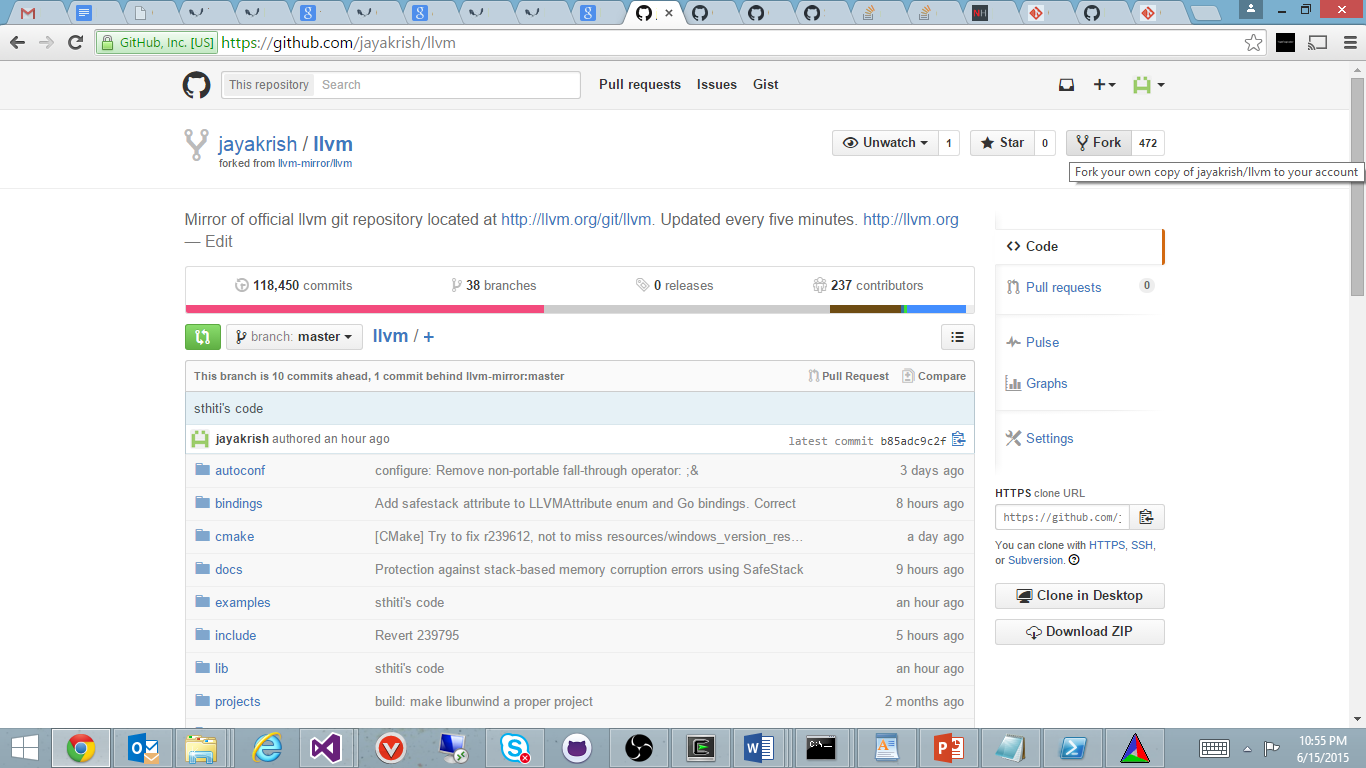 GitHub, Inc. [US] https://github.com/jayakrish/llvm
This repository Search Pull requests Issues Gist
jayakrish / llvm
forked from llvm-mirror/llvm
Unwatch 1 Star 0 Fork 472
Fork your own copy of jayakrish/llvm to your account
Mirror of official llvm git repository located at http://llvm.org/git/llvm. Updated every five minutes. http://llvm.org
— Edit
118,450 commits 38 branches 0 releases 237 contributors
branch: master llvm / +
This branch is 10 commits ahead, 1 commit behind llvm-mirror:master Pull Request Compare
sthiti's code
jayakrish authored an hour ago latest commit b85adc9c2f
autoconf configure: Remove non-portable fall-through operator: ;& 3 days ago
bindings Add safestack attribute to LLVMAttribute enum and Go bindings. Correct 8 hours ago
cmake [CMake] Try to fix r239612, not to miss resources/windows_version_res… a day ago
docs Protection against stack-based memory corruption errors using SafeStack 9 hours ago
examples sthiti's code an hour ago
include Revert 239795 5 hours ago
lib sthiti's code an hour ago
projects build: make libunwind a proper project 2 months ago
Code
Pull requests 0
Pulse
Graphs
Settings
HTTPS clone URL
https://github.com/j
You can clone with HTTPS, SSH,
or Subversion.
Clone in Desktop
Download ZIP
10:55 PM
6/15/2015